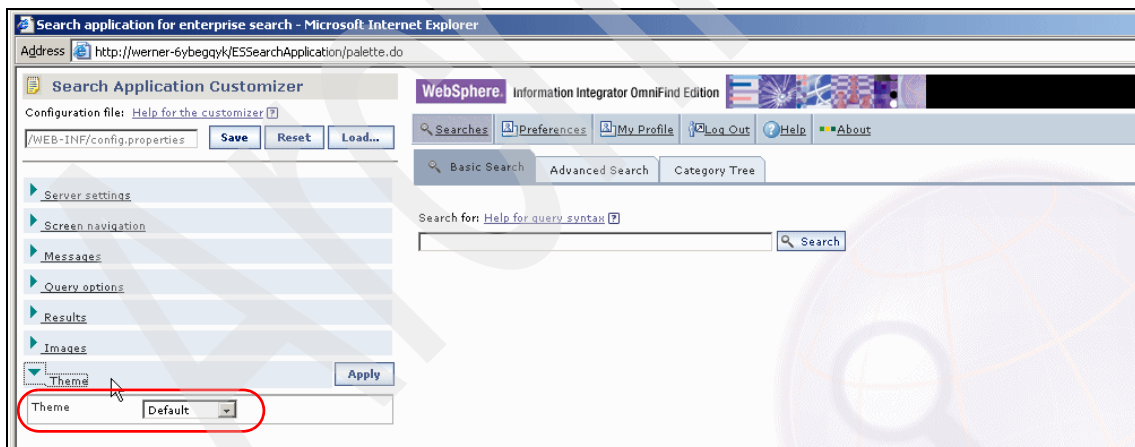 Search application for enterprise search - Microsoft Internet Explorer
Address http://werner-6ybegqyk/ESSearchApplication/palette.do
Search Application Customizer
Configuration file: Help for the customizer ?
/WEB-INF/config.properties Save Reset Load...
Server settings
Screen navigation
Messages
Query options
Results
Images
Theme Apply
Theme Default
WebSphere. Information Integrator OmniFind Edition
Searches Preferences My Profile Log Out Help About
Basic Search Advanced Search Category Tree
Search for: Help for query syntax ?
Search